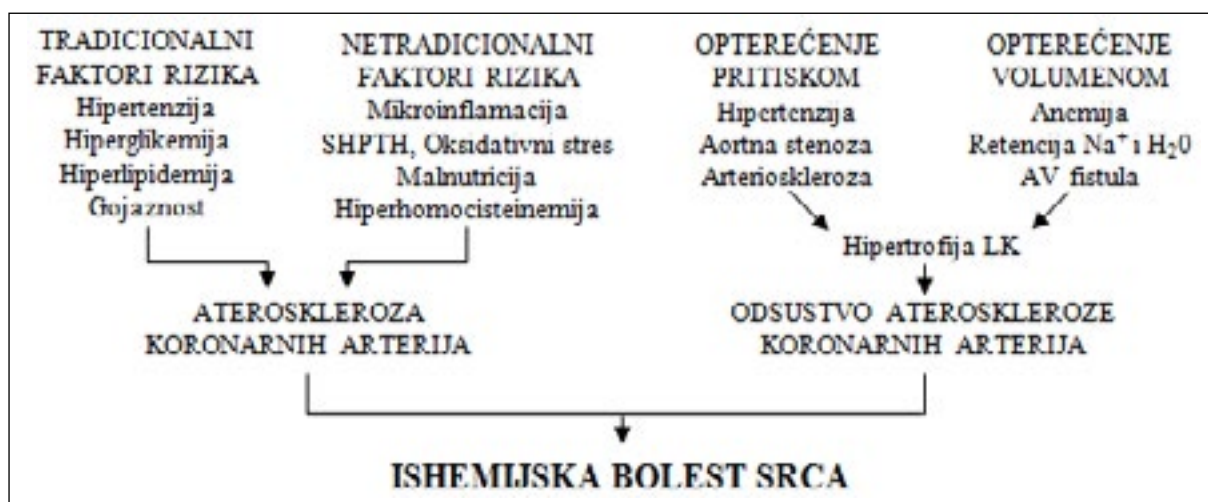 TRADICIONALNI
FAKTORI RIZIKA
Hipertenzija
Hiperglikemija
Hiperlipidemija
Gojaznost
NETRADICIONALNI
FAKTORI RIZIKA
Mikroinflamacija
SHPTH, Oksidativni stres
Malnutricija
Hiperhomocisteinemija
OPTEREĆENJE
PRITISKOM
Hipertenzija
Aortna stenoza
Arterioskleroza
OPTEREĆENJE
VOLUMENOM
Anemija
Retencija Na⁺ i H₂0
AV fistula
Hipertrofija LK
ATEROSKLEROZA
KORONARNIH ARTERIJA
ODSUSTVO ATEROSKLEROZE
KORONARNIH ARTERIJA
ISHEMIJSKA BOLEST SRCA